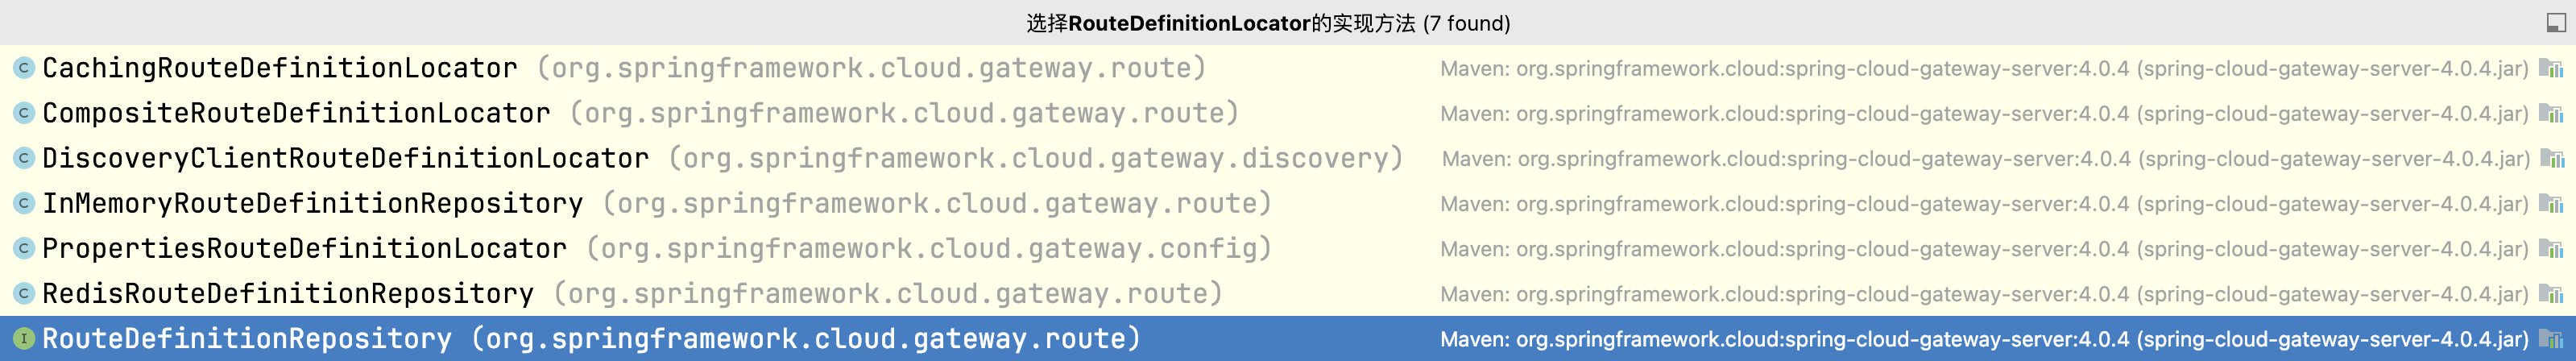 选择RouteDefinitionLocator的实现方法 (7 found)
C CachingRouteDefinitionLocator (org.springframework.cloud.gateway.route) Maven: org.springframework.cloud:spring-cloud-gateway-server:4.0.4 (spring-cloud-gateway-server-4.0.4.jar)
C CompositeRouteDefinitionLocator (org.springframework.cloud.gateway.route) Maven: org.springframework.cloud:spring-cloud-gateway-server:4.0.4 (spring-cloud-gateway-server-4.0.4.jar)
C DiscoveryClientRouteDefinitionLocator (org.springframework.cloud.gateway.discovery) Maven: org.springframework.cloud:spring-cloud-gateway-server:4.0.4 (spring-cloud-gateway-server-4.0.4.jar)
C InMemoryRouteDefinitionRepository (org.springframework.cloud.gateway.route) Maven: org.springframework.cloud:spring-cloud-gateway-server:4.0.4 (spring-cloud-gateway-server-4.0.4.jar)
C PropertiesRouteDefinitionLocator (org.springframework.cloud.gateway.config) Maven: org.springframework.cloud:spring-cloud-gateway-server:4.0.4 (spring-cloud-gateway-server-4.0.4.jar)
C RedisRouteDefinitionRepository (org.springframework.cloud.gateway.route) Maven: org.springframework.cloud:spring-cloud-gateway-server:4.0.4 (spring-cloud-gateway-server-4.0.4.jar)
I RouteDefinitionRepository (org.springframework.cloud.gateway.route) Maven: org.springframework.cloud:spring-cloud-gateway-server:4.0.4 (spring-cloud-gateway-server-4.0.4.jar)